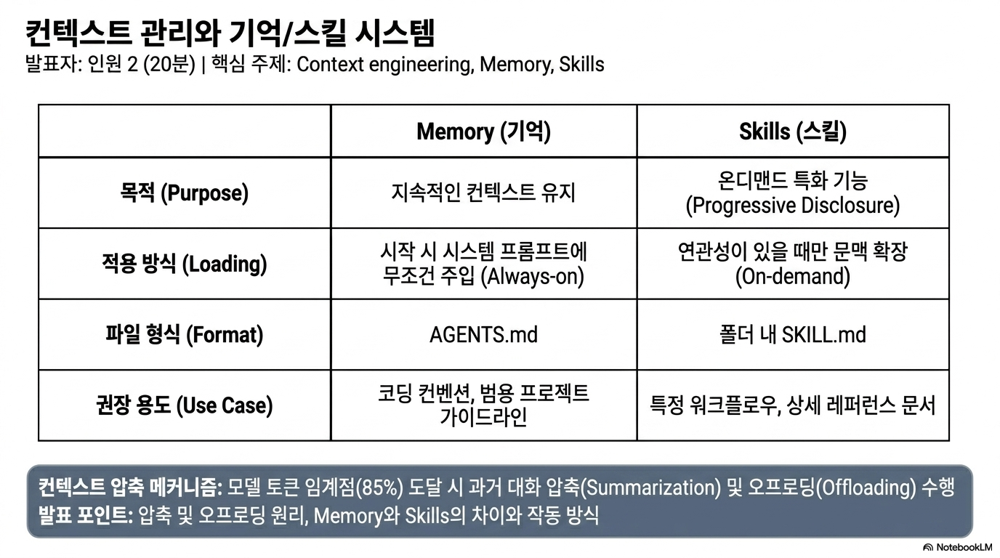 컨텍스트 관리와 기억/스킬 시스템
발표자: 인원 2 (20분) | 핵심 주제: Context engineering, Memory, Skills
Memory (기억)
Skills (스킬)
목적 (Purpose)
지속적인 컨텍스트 유지
온디맨드 특화 기능
(Progressive Disclosure)
적용 방식 (Loading)
시작 시 시스템 프롬프트에
무조건 주입 (Always-on)
연관성이 있을 때만 문맥 확장
(On-demand)
파일 형식 (Format)
AGENTS.md
폴더 내 SKILL.md
권장 용도 (Use Case)
코딩 컨벤션, 범용 프로젝트
가이드라인
특정 워크플로우, 상세 레퍼런스 문서
컨텍스트 압축 메커니즘: 모델 토큰 임계점(85%) 도달 시 과거 대화 압축(Summarization) 및 오프로딩(Offloading) 수행
발표 포인트: 압축 및 오프로딩 원리, Memory와 Skills의 차이와 작동 방식
NotebookLM